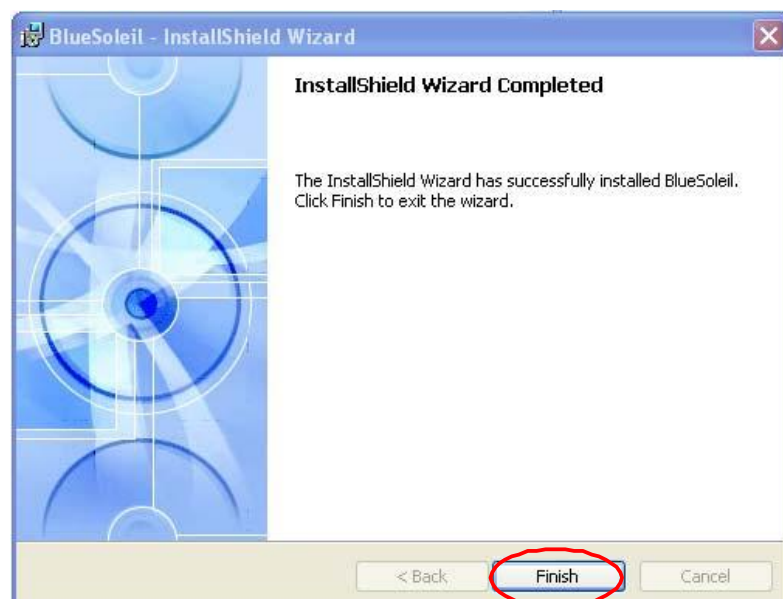 BlueSoleil - InstallShield Wizard
InstallShield Wizard Completed
The InstallShield Wizard has successfully installed BlueSoleil.
Click Finish to exit the wizard.
< Back Finish Cancel